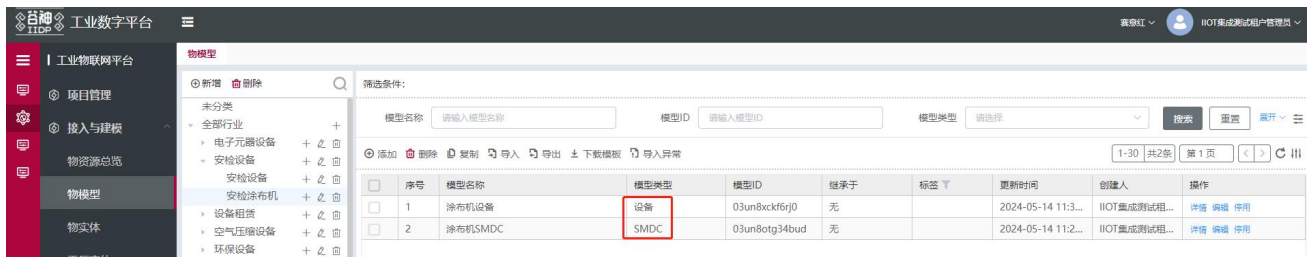 谷神 IIDP 工业数字平台 赛意红 IIOT集成测试租户管理员
工业物联网平台
项目管理
接入与建模
物资源总览
物模型
物实体
物模型
新增 删除
未分类
全部行业
电子元器设备
安检设备
安检设备
安检涂布机
设备租赁
空气压缩设备
环保设备
筛选条件:
模型名称 请输入模型名称 模型ID 请输入模型ID 模型类型 请选择 搜索 重置 展开
添加 删除 复制 导入 导出 下载模板 导入异常 1-30 共2条 第1页
序号 模型名称 模型类型 模型ID 继承于 标签 更新时间 创建人 操作
1 涂布机设备 设备 03un8xckf6rj0 无 2024-05-14 11:3... IIOT集成测试租... 详情 编辑 停用
2 涂布机SMDC SMDC 03un8otg34bud 无 2024-05-14 11:2... IIOT集成测试租... 详情 编辑 停用